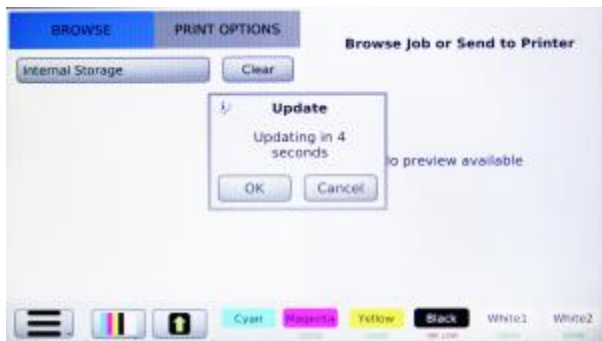 BROWSE
PRINT OPTIONS
Browse Job or Send to Printer
Internal Storage
Clear
Update
Updating in 4
seconds
lo preview available
OK
Cancel
Cyan
Magenta
Yellow
Black
White1
White2